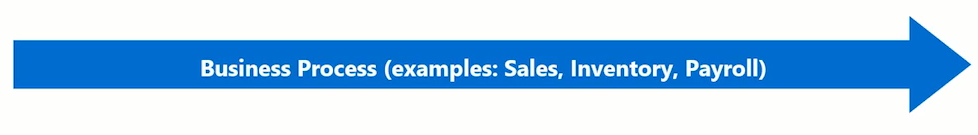 Business Process (examples: Sales, Inventory, Payroll)